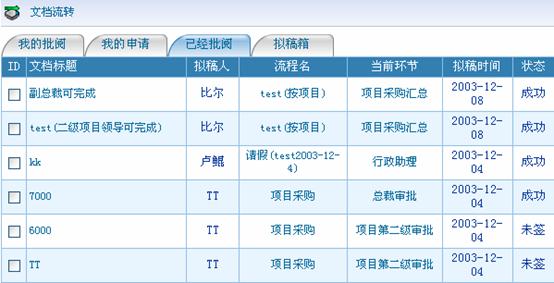 文档流转
我的批阅 我的申请 已经批阅 拟稿箱
ID 文档标题 拟稿人 流程名 当前环节 拟稿时间 状态
副总裁可完成 比尔 test(按项目) 项目采购汇总 2003-12-08 成功
test(二级项目领导可完成) 比尔 test(按项目) 项目采购汇总 2003-12-08 成功
kk 卢鲲 请假(test2003-12-4) 行政助理 2003-12-04 成功
7000 TT 项目采购 总裁审批 2003-12-04 成功
6000 TT 项目采购 项目第二级审批 2003-12-04 未签
TT TT 项目采购 项目第二级审批 2003-12-04 未签